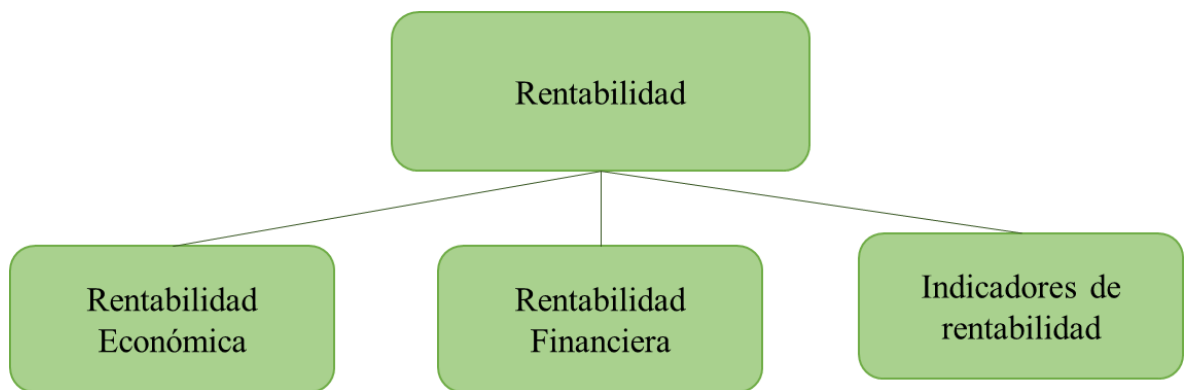 Rentabilidad
Rentabilidad
Económica
Rentabilidad
Financiera
Indicadores de
rentabilidad